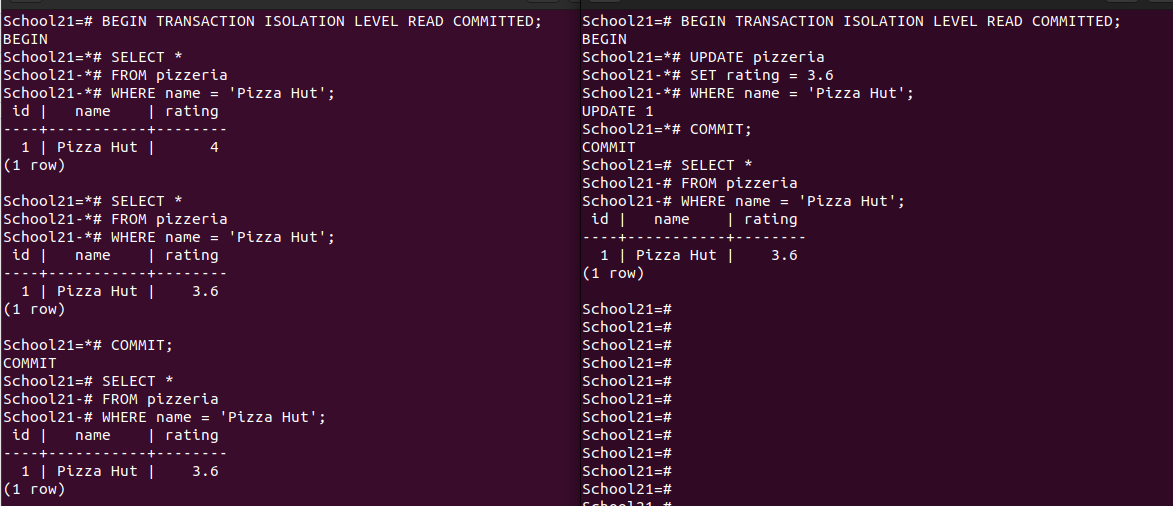 School21=# BEGIN TRANSACTION ISOLATION LEVEL READ COMMITTED;
BEGIN
School21=*# SELECT *
School21-*# FROM pizzeria
School21-*# WHERE name = 'Pizza Hut';
 id |   name    | rating
----+-----------+--------
  1 | Pizza Hut |      4
(1 row)

School21=*# SELECT *
School21-*# FROM pizzeria
School21-*# WHERE name = 'Pizza Hut';
 id |   name    | rating
----+-----------+--------
  1 | Pizza Hut |    3.6
(1 row)

School21=*# COMMIT;
COMMIT
School21=# SELECT *
School21-# FROM pizzeria
School21-# WHERE name = 'Pizza Hut';
 id |   name    | rating
----+-----------+--------
  1 | Pizza Hut |    3.6
(1 row)

School21=# BEGIN TRANSACTION ISOLATION LEVEL READ COMMITTED;
BEGIN
School21=*# UPDATE pizzeria
School21-*# SET rating = 3.6
School21-*# WHERE name = 'Pizza Hut';
UPDATE 1
School21=*# COMMIT;
COMMIT
School21=# SELECT *
School21-# FROM pizzeria
School21-# WHERE name = 'Pizza Hut';
 id |   name    | rating
----+-----------+--------
  1 | Pizza Hut |    3.6
(1 row)

School21=#
School21=#
School21=#
School21=#
School21=#
School21=#
School21=#
School21=#
School21=#
School21=#
School21=#
School21=#